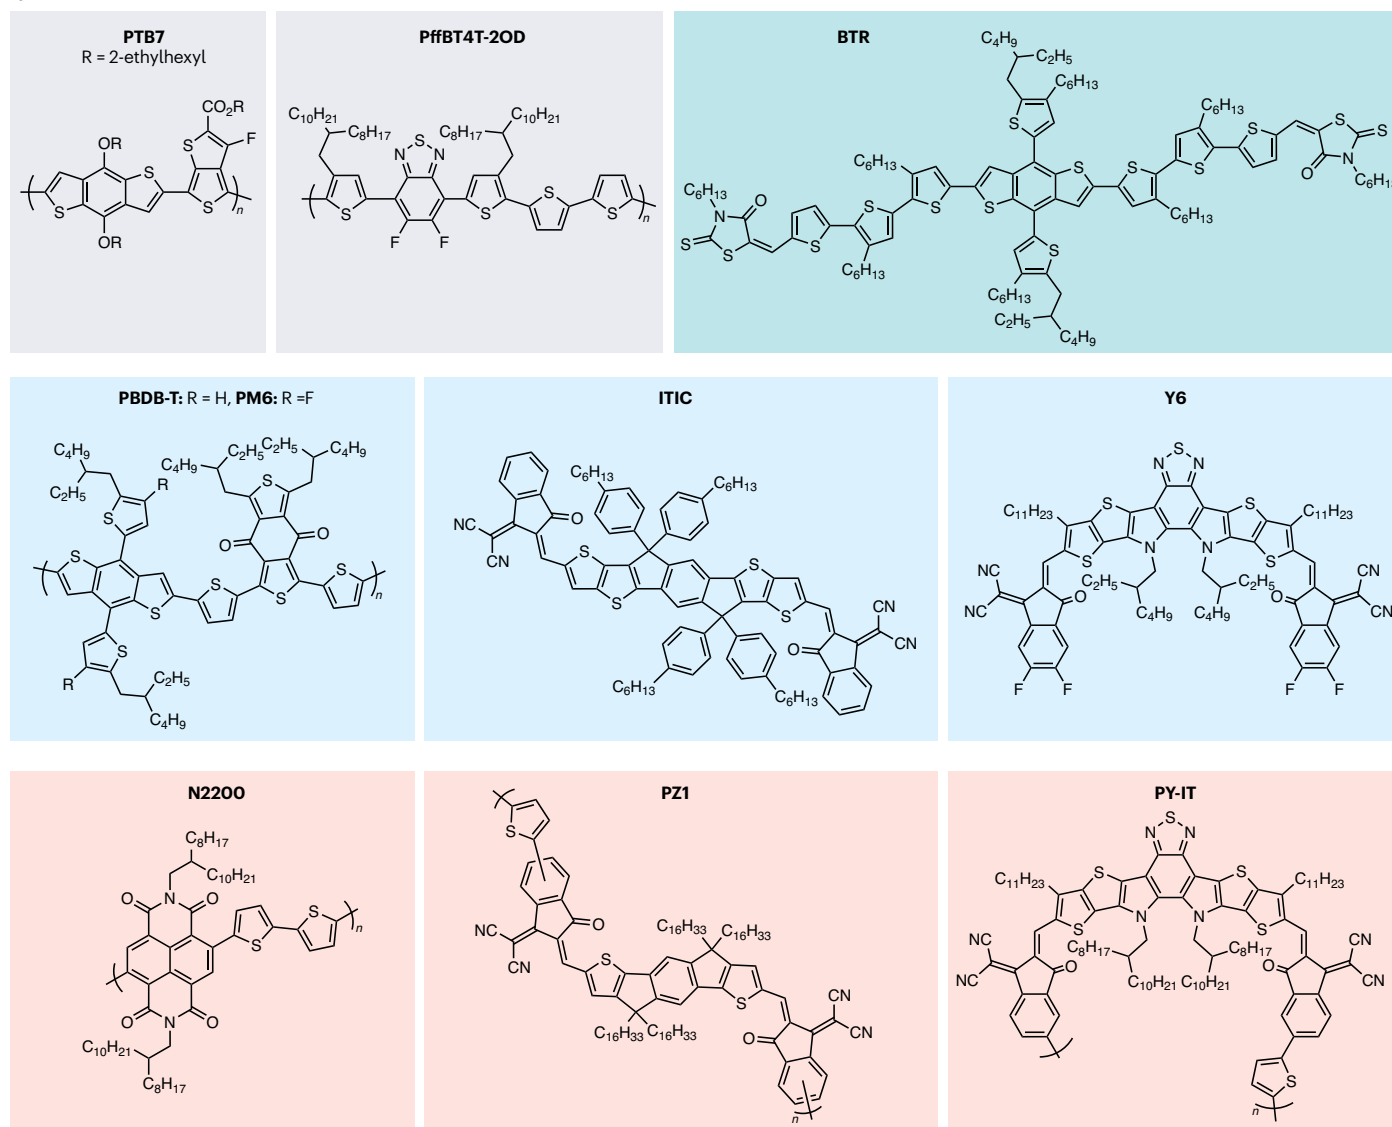 PTB7
R = 2-ethylhexyl
CO₂R
F
S
OR
S
S
S
OR
n
PffBT4T-2OD
C₁₀H₂₁
C₈H₁₇
C₈H₁₇
C₁₀H₂₁
S
N
N
S
S
S
S
F
F
n
BTR
C₄H₉
C₂H₅
C₆H₁₃
S
C₆H₁₃
S
S
S
O
N
C₆H₁₃
S
S
C₆H₁₃
S
S
S
C₆H₁₃
C₆H₁₃
N
O
S
S
S
S
C₆H₁₃
S
C₆H₁₃
C₂H₅
C₄H₉
PBDB-T: R = H, PM6: R =F
C₄H₉
C₂H₅
R
S
C₄H₉
C₂H₅
C₂H₅
C₄H₉
S
O
O
S
S
S
S
S
n
S
R
C₂H₅
C₄H₉
ITIC
C₆H₁₃
C₆H₁₃
NC
CN
O
S
S
S
S
CN
CN
O
C₆H₁₃
C₆H₁₃
Y6
S
N
N
C₁₁H₂₃
S
S
C₁₁H₂₃
S
N
N
S
NC
NC
O
C₂H₅
C₄H₉
C₂H₅
C₄H₉
O
CN
CN
F
F
F
F
N2200
C₈H₁₇
C₁₀H₂₁
O
N
O
S
S
n
O
N
O
C₁₀H₂₁
C₈H₁₇
PZ1
S
NC
CN
O
C₁₆H₃₃
C₁₆H₃₃
S
S
C₁₆H₃₃
C₁₆H₃₃
CN
CN
O
n
PY-IT
S
N
N
C₁₁H₂₃
S
S
C₁₁H₂₃
S
N
N
S
NC
NC
O
C₈H₁₇
C₁₀H₂₁
C₈H₁₇
C₁₀H₂₁
O
CN
CN
S
n